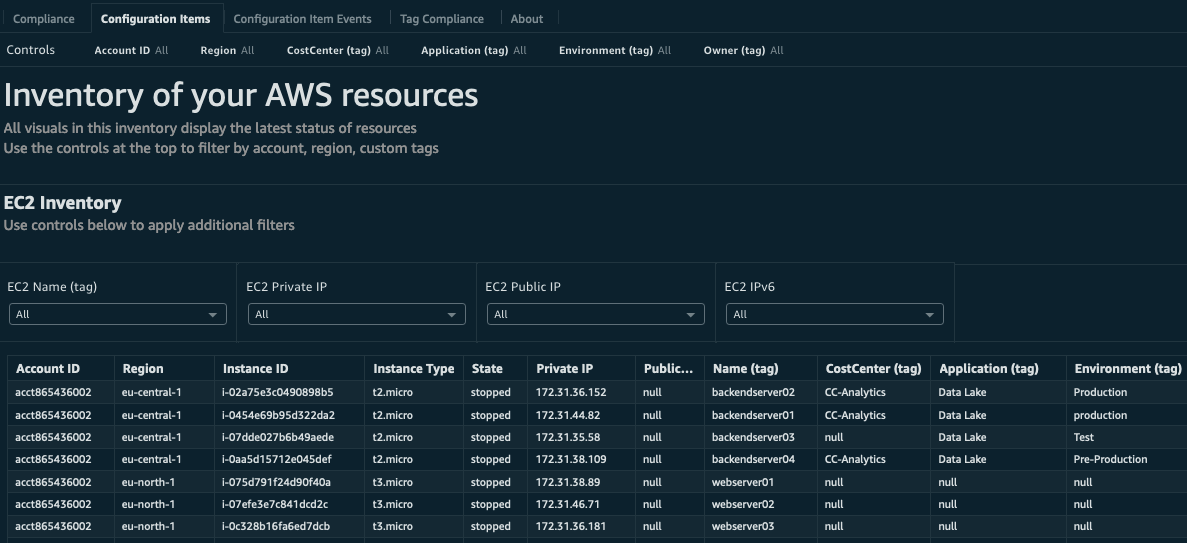 Compliance Configuration Items Configuration Item Events Tag Compliance About
Controls Account ID All Region All CostCenter (tag) All Application (tag) All Environment (tag) All Owner (tag) All
Inventory of your AWS resources
All visuals in this inventory display the latest status of resources
Use the controls at the top to filter by account, region, custom tags
EC2 Inventory
Use controls below to apply additional filters
EC2 Name (tag) EC2 Private IP EC2 Public IP EC2 IPv6
All All All All
Account ID Region Instance ID Instance Type State Private IP Public... Name (tag) CostCenter (tag) Application (tag) Environment (tag)
acct865436002 eu-central-1 i-02a75e3c0490898b5 t2.micro stopped 172.31.36.152 null backendserver02 CC-Analytics Data Lake Production
acct865436002 eu-central-1 i-0454e69b95d322da2 t2.micro stopped 172.31.44.82 null backendserver01 CC-Analytics Data Lake production
acct865436002 eu-central-1 i-07dde027b6b49aede t2.micro stopped 172.31.35.58 null backendserver03 null Data Lake Test
acct865436002 eu-central-1 i-0aa5d15712e045def t2.micro stopped 172.31.38.109 null backendserver04 CC-Analytics Data Lake Pre-Production
acct865436002 eu-north-1 i-075d791f24d90f40a t3.micro stopped 172.31.38.89 null webserver01 null null null
acct865436002 eu-north-1 i-07efe3e7c841dcd2c t3.micro stopped 172.31.46.71 null webserver02 null null null
acct865436002 eu-north-1 i-0c328b16fa6ed7dcb t3.micro stopped 172.31.36.181 null webserver03 null null null